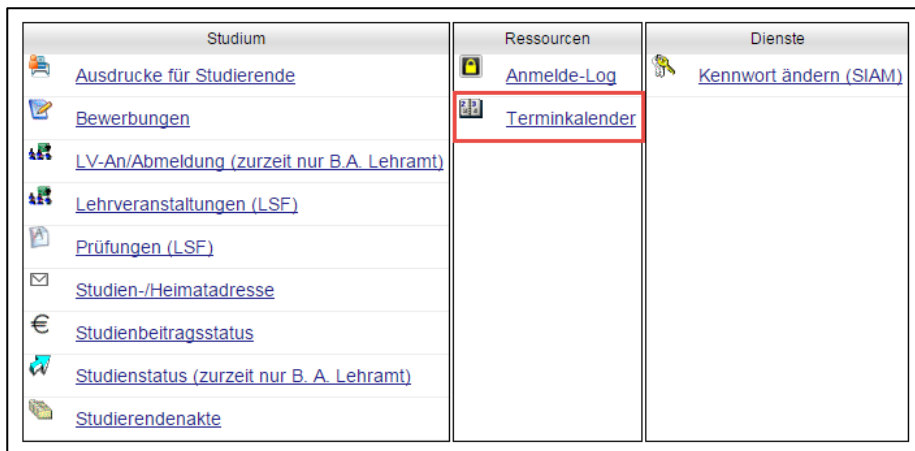 Studium
Ausdrucke für Studierende
Bewerbungen
LV-An/Abmeldung (zurzeit nur B.A. Lehramt)
Lehrveranstaltungen (LSF)
Prüfungen (LSF)
Studien-/Heimatadresse
Studienbeitragsstatus
Studienstatus (zurzeit nur B. A. Lehramt)
Studierendenakte
Ressourcen
Anmelde-Log
Terminkalender
Dienste
Kennwort ändern (SIAM)